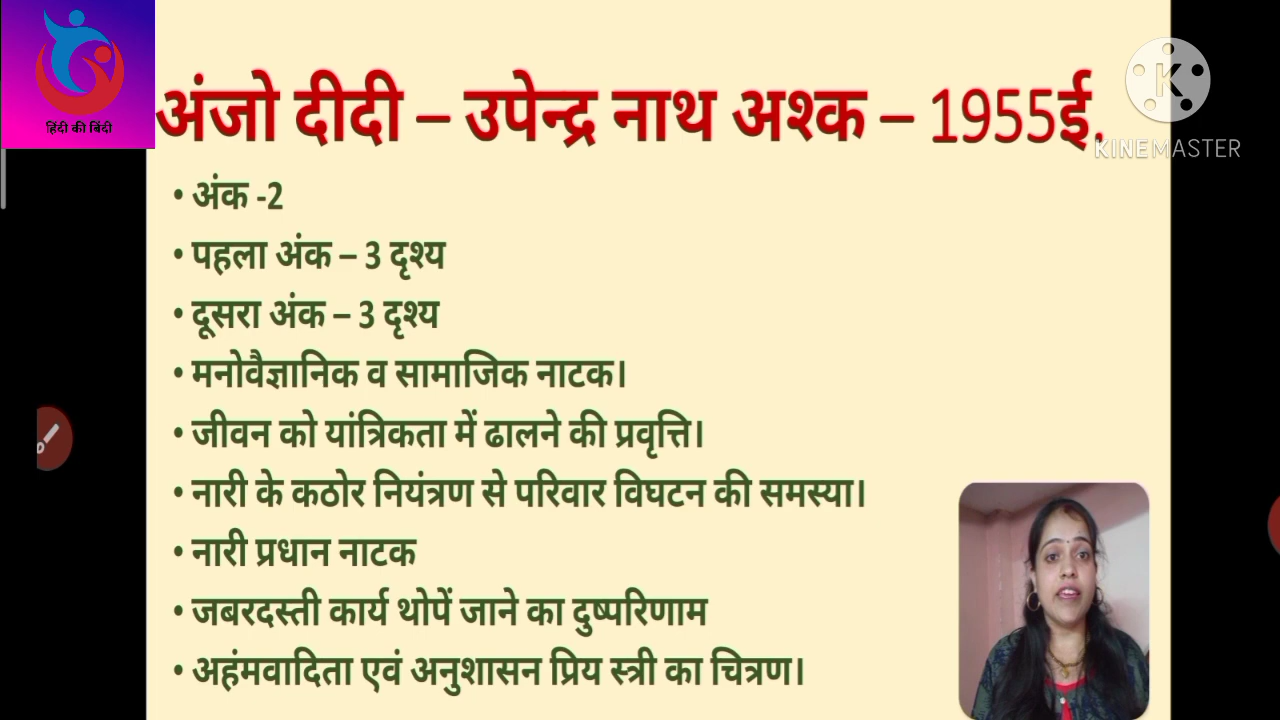 हिंदी की बिंदी
अंजो दीदी – उपेन्द्र नाथ अश्क – 1955ई.
K
KINEMASTER
• अंक -2
• पहला अंक – 3 दृश्य
• दूसरा अंक – 3 दृश्य
• मनोवैज्ञानिक व सामाजिक नाटक।
• जीवन को यांत्रिकता में ढालने की प्रवृत्ति।
• नारी के कठोर नियंत्रण से परिवार विघटन की समस्या।
• नारी प्रधान नाटक
• जबरदस्ती कार्य थोपें जाने का दुष्परिणाम
• अहंमवादिता एवं अनुशासन प्रिय स्त्री का चित्रण।